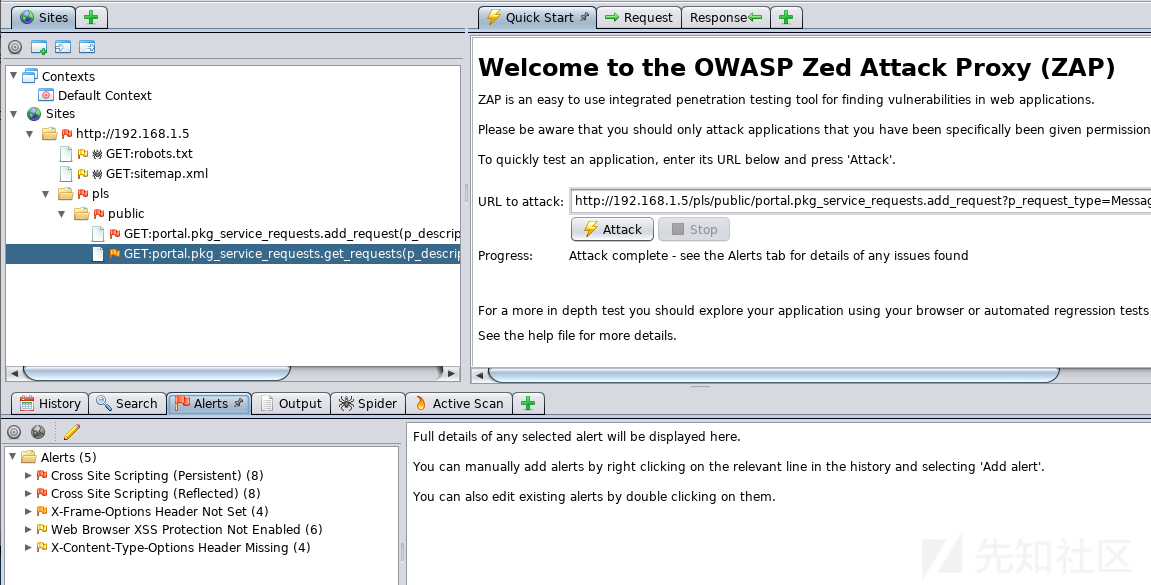 Sites
Quick Start
Request
Response
Contexts
Default Context
Sites
http://192.168.1.5
GET:robots.txt
GET:sitemap.xml
pls
public
GET:portal.pkg_service_requests.add_request(p_descrip
GET:portal.pkg_service_requests.get_requests(p_descrip
Welcome to the OWASP Zed Attack Proxy (ZAP)
ZAP is an easy to use integrated penetration testing tool for finding vulnerabilities in web applications.
Please be aware that you should only attack applications that you have been specifically been given permission
To quickly test an application, enter its URL below and press 'Attack'.
URL to attack: http://192.168.1.5/pls/public/portal.pkg_service_requests.add_request?p_request_type=Messag
Attack
Stop
Progress: Attack complete - see the Alerts tab for details of any issues found
For a more in depth test you should explore your application using your browser or automated regression tests
See the help file for more details.
History
Search
Alerts
Output
Spider
Active Scan
Alerts (5)
Cross Site Scripting (Persistent) (8)
Cross Site Scripting (Reflected) (8)
X-Frame-Options Header Not Set (4)
Web Browser XSS Protection Not Enabled (6)
X-Content-Type-Options Header Missing (4)
Full details of any selected alert will be displayed here.
You can manually add alerts by right clicking on the relevant line in the history and selecting 'Add alert'.
You can also edit existing alerts by double clicking on them.
先知社区